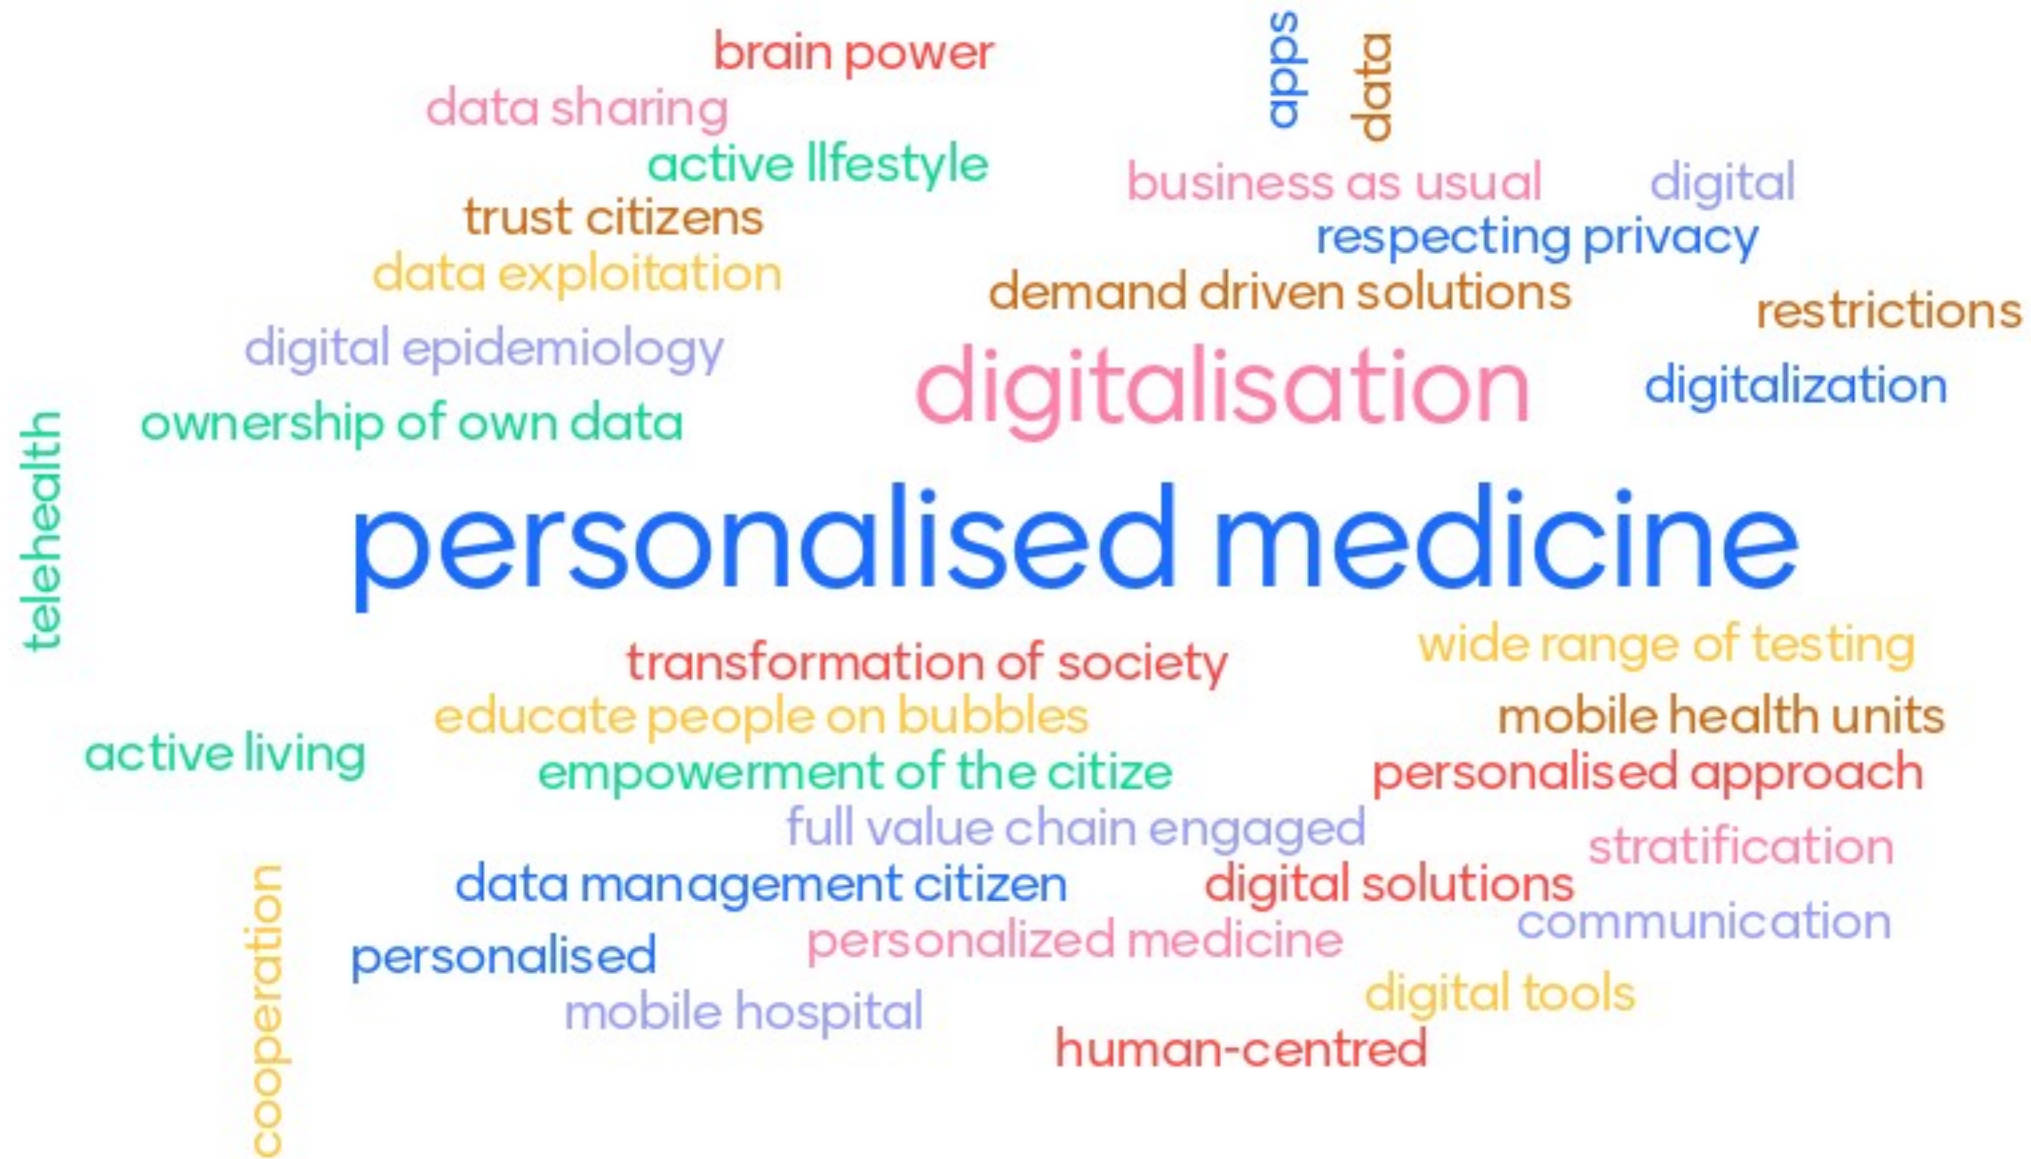 brain power
apps
data
data sharing
active llfestyle
business as usual
digital
trust citizens
respecting privacy
data exploitation
demand driven solutions
restrictions
digital epidemiology
digitalisation
digitalization
ownership of own data
telehealth
personalised medicine
transformation of society
wide range of testing
educate people on bubbles
mobile health units
active living
empowerment of the citize
personalised approach
full value chain engaged
stratification
data management citizen
digital solutions
communication
cooperation
personalised
personalized medicine
digital tools
mobile hospital
human-centred